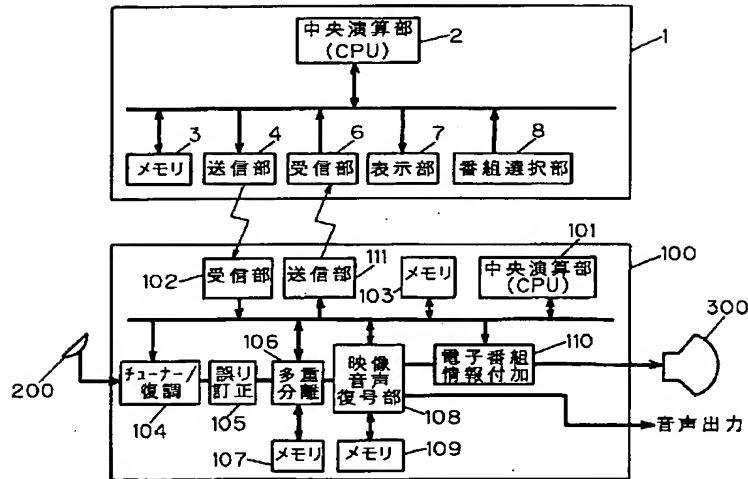 中央演算部
(CPU)
2
1
3
4
6
7
8
メモリ
送信部
受信部
表示部
番組選択部
101
102
受信部
送信部
111
103
メモリ
中央演算部
(CPU)
100
300
200
チューナー/
復調
104
誤り
訂正
105
106
多重
分離
映像
音声
復号部
108
電子番組
情報付加
110
107
メモリ
メモリ
109
音声出力